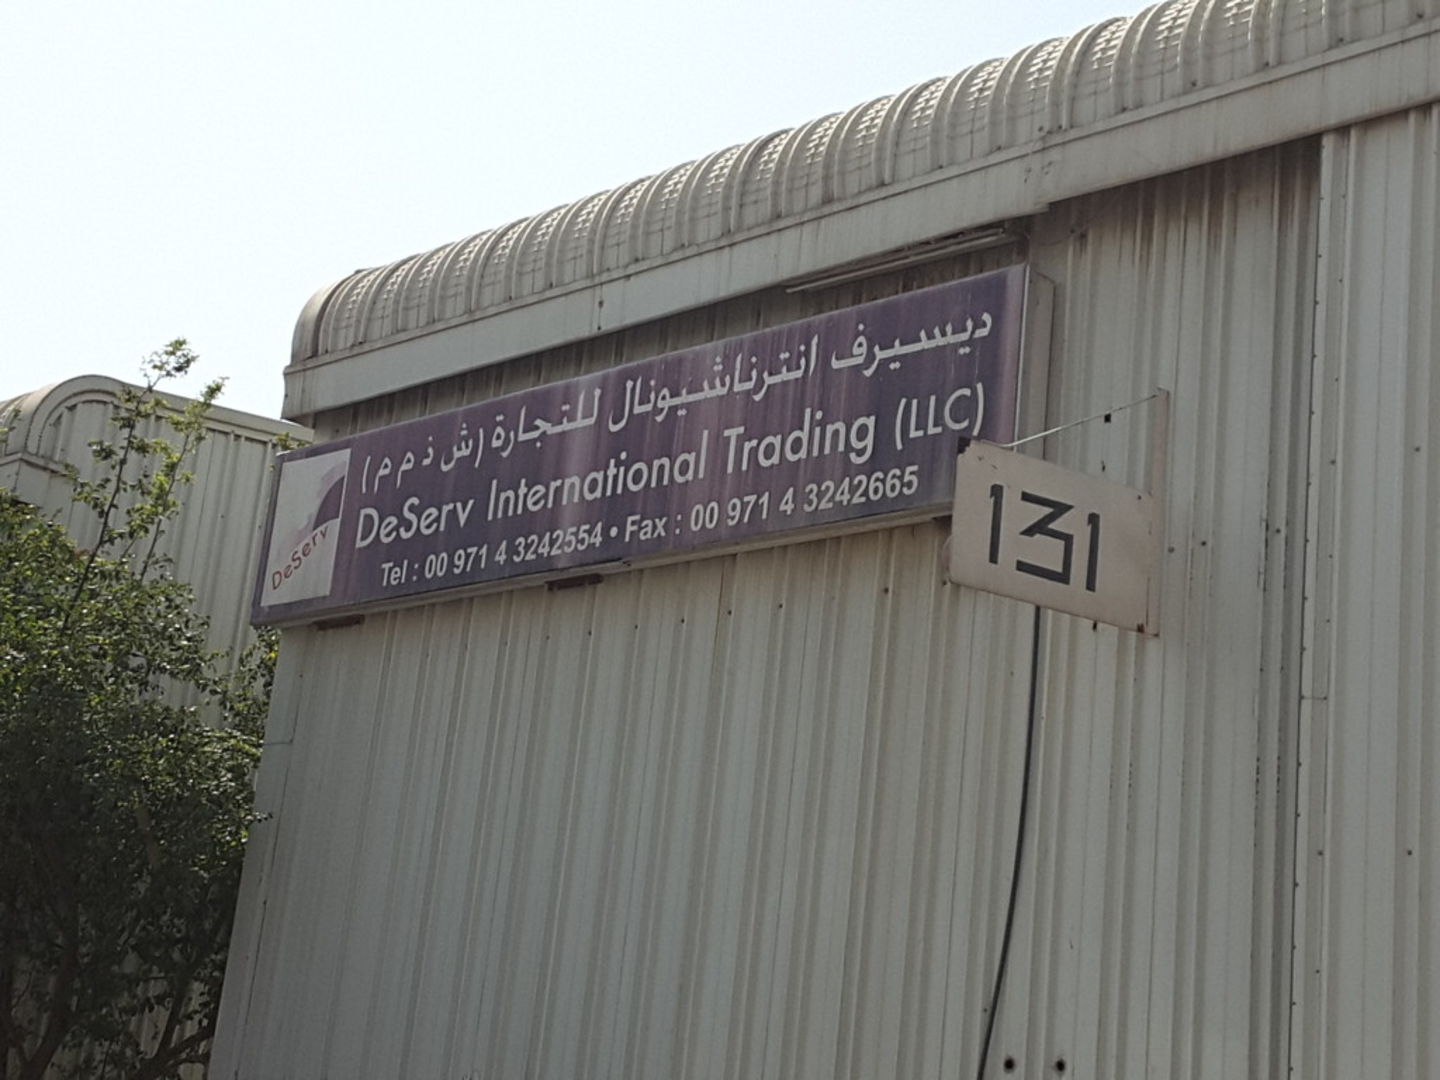 ديسيرف انترناشيونال للتجارة (ش ذ م م)
DeServ International Trading (LLC)
Tel : 00 971 4 3242554 • Fax : 00 971 4 3242665
DeServ
131